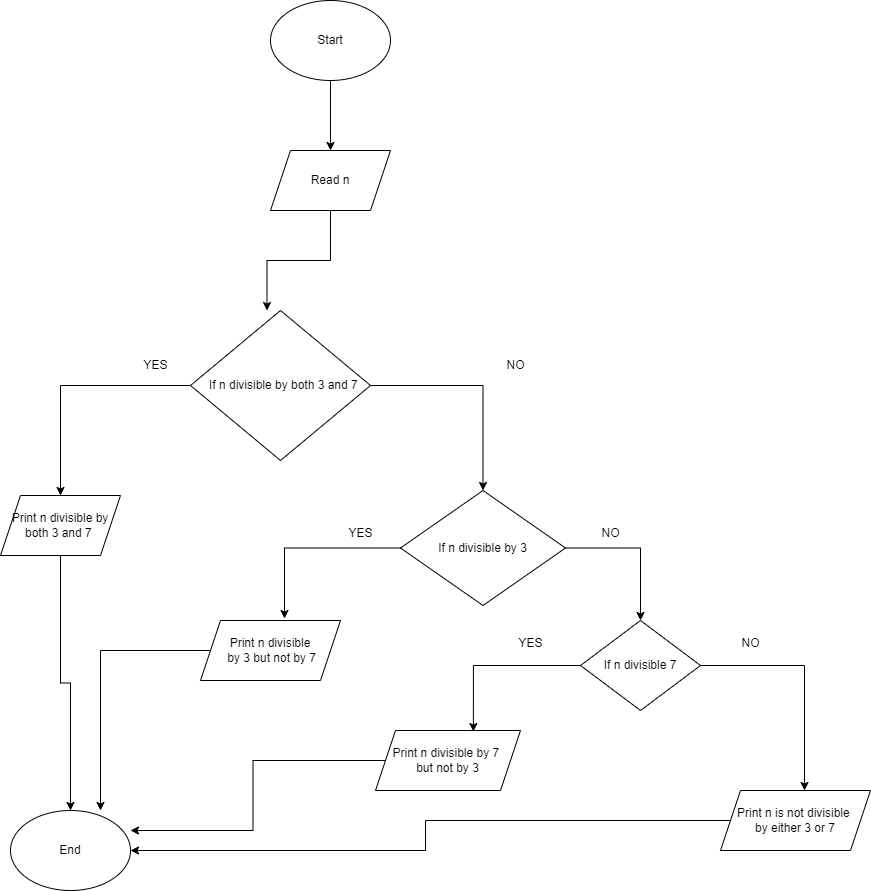 Start
Read n
YES
NO
If n divisible by both 3 and 7
Print n divisible by
both 3 and 7
YES
NO
If n divisible by 3
Print n divisible
by 3 but not by 7
YES
NO
If n divisible 7
Print n divisible by 7
but not by 3
Print n is not divisible
by either 3 or 7
End